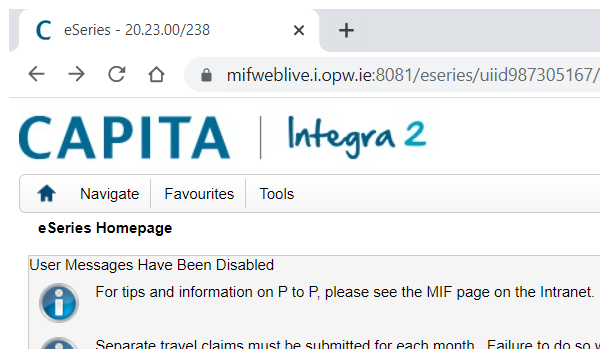 eSeries - 20.23.00/238
mifweblive.i.opw.ie:8081/eseries/uiid987305167/
CAPITA Integra 2
Navigate Favourites Tools
eSeries Homepage
User Messages Have Been Disabled
For tips and information on P to P, please see the MIF page on the Intranet.
Separate travel claims must be submitted for each month. Failure to do so